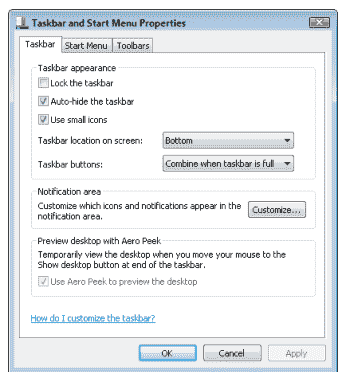 Taskbar and Start Menu Properties
Taskbar Start Menu Toolbars
Taskbar appearance
Lock the taskbar
Auto-hide the taskbar
Use small icons
Taskbar location on screen: Bottom
Taskbar buttons: Combine when taskbar is full
Notification area
Customize which icons and notifications appear in the
notification area.
Customize...
Preview desktop with Aero Peek
Temporarily view the desktop when you move your mouse to the
Show desktop button at end of the taskbar.
Use Aero Peek to preview the desktop
How do I customize the taskbar?
OK Cancel Apply